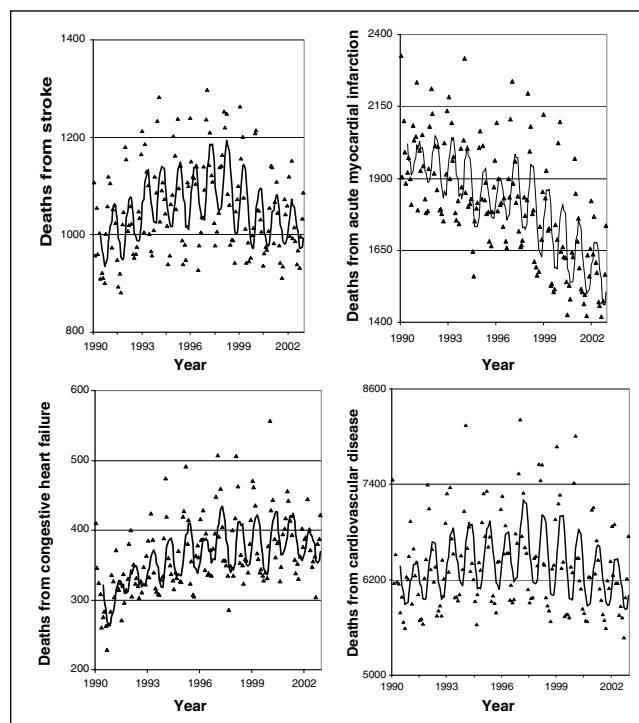 Deaths from stroke
1400
1200
1000
800
1990 1993 1996 1999 2002
Year
Deaths from acute myocardial infarction
2400
2150
1900
1650
1400
1990 1993 1996 1999 2002
Year
Deaths from congestive heart failure
600
500
400
300
200
1990 1993 1996 1999 2002
Year
Deaths from cardiovascular disease
8600
7400
6200
5000
1990 1993 1996 1999 2002
Year